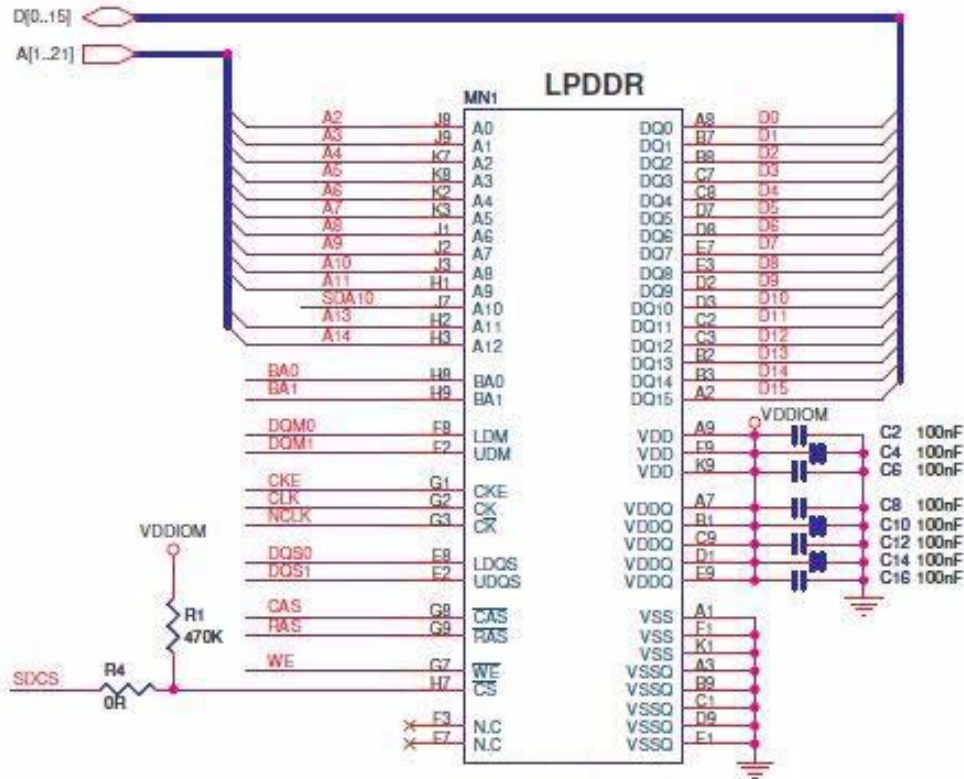 D[0..15]
A[1..21]
LPDDR
MN1
A2 J8 A0 DQ0 A8 D0
A3 J9 A1 DQ1 B7 D1
A4 K7 A2 DQ2 B8 D2
A5 K8 A3 DQ3 C7 D3
A6 K2 A4 DQ4 C8 D4
A7 K3 A5 DQ5 D7 D5
A8 J1 A6 DQ6 D8 D6
A9 J2 A7 DQ7 E7 D7
A10 J3 A8 DQ8 E3 D8
A11 H1 A9 DQ9 D2 D9
SDA10 J7 A10 DQ10 D3 D10
A13 H2 A11 DQ11 C2 D11
A14 H3 A12 DQ12 C3 D12
DQ13 B2 D13
BA0 H8 BA0 DQ14 B3 D14
BA1 H9 BA1 DQ15 A2 D15
VDDIOM
DQM0 F8 LDM VDD A9 C2 100nF
DQM1 F2 UDM VDD F9 C4 100nF
VDD K9 C6 100nF
CKE G1 CKE VDDQ A7 C8 100nF
CLK G2 CK VDDQ B1 C10 100nF
NCLK G3 CK VDDQ C9 C12 100nF
VDDIOM
DQS0 E8 LDQS VDDQ D1 C14 100nF
DQS1 E2 UDQS VDDQ E9 C16 100nF
CAS G8 CAS VSS A1
R1 RAS G9 RAS VSS F1
470K VSS K1
WE G7 WE VSSQ A3
SDCS R4 H7 CS VSSQ B9
0R VSSQ C1
F3 N.C VSSQ D9
F7 N.C VSSQ E1